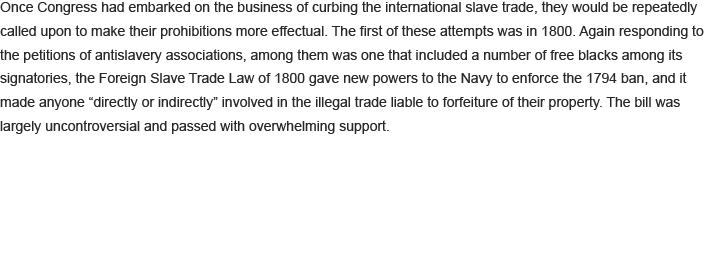 Once Congress had embarked on the business of curbing the international slave trade, they would be repeatedly
called upon to make their prohibitions more effectual. The first of these attempts was in 1800. Again responding to
the petitions of antislavery associations, among them was one that included a number of free blacks among its
signatories, the Foreign Slave Trade Law of 1800 gave new powers to the Navy to enforce the 1794 ban, and it
made anyone “directly or indirectly” involved in the illegal trade liable to forfeiture of their property. The bill was
largely uncontroversial and passed with overwhelming support.